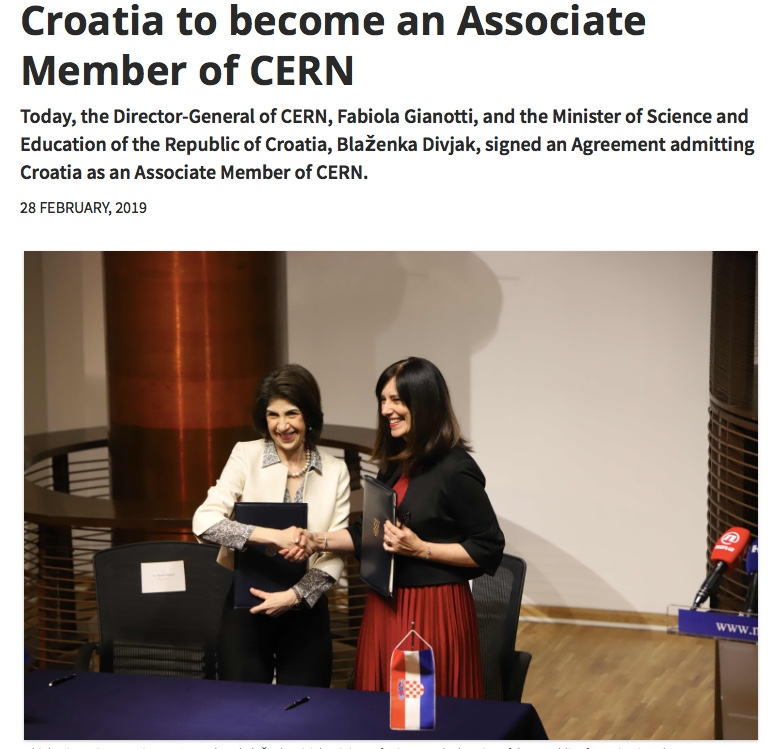 Croatia to become an Associate
Member of CERN
Today, the Director-General of CERN, Fabiola Gianotti, and the Minister of Science and
Education of the Republic of Croatia, Blaženka Divjak, signed an Agreement admitting
Croatia as an Associate Member of CERN.
28 FEBRUARY, 2019
nova
www.